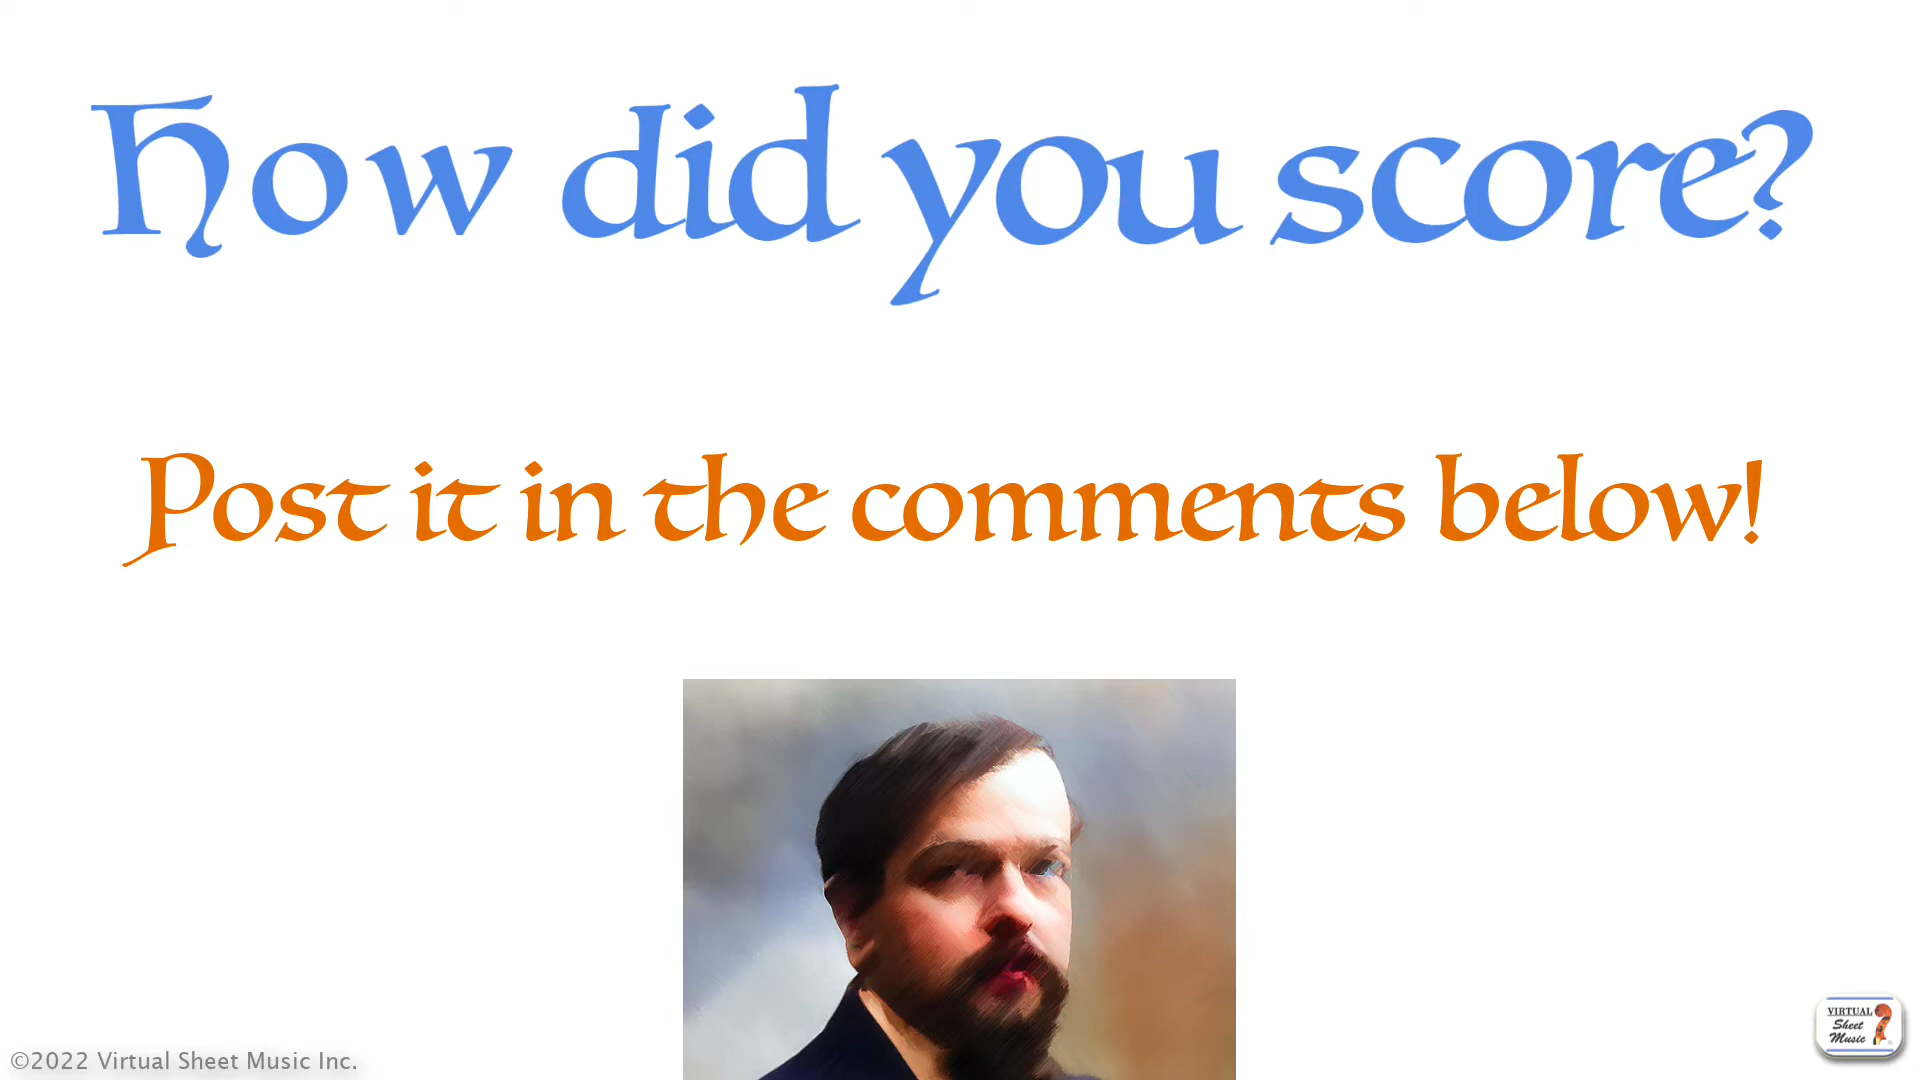 How did you score?
Post it in the comments below!
©2022 Virtual Sheet Music Inc.
VIRTUAL
Sheet
Music